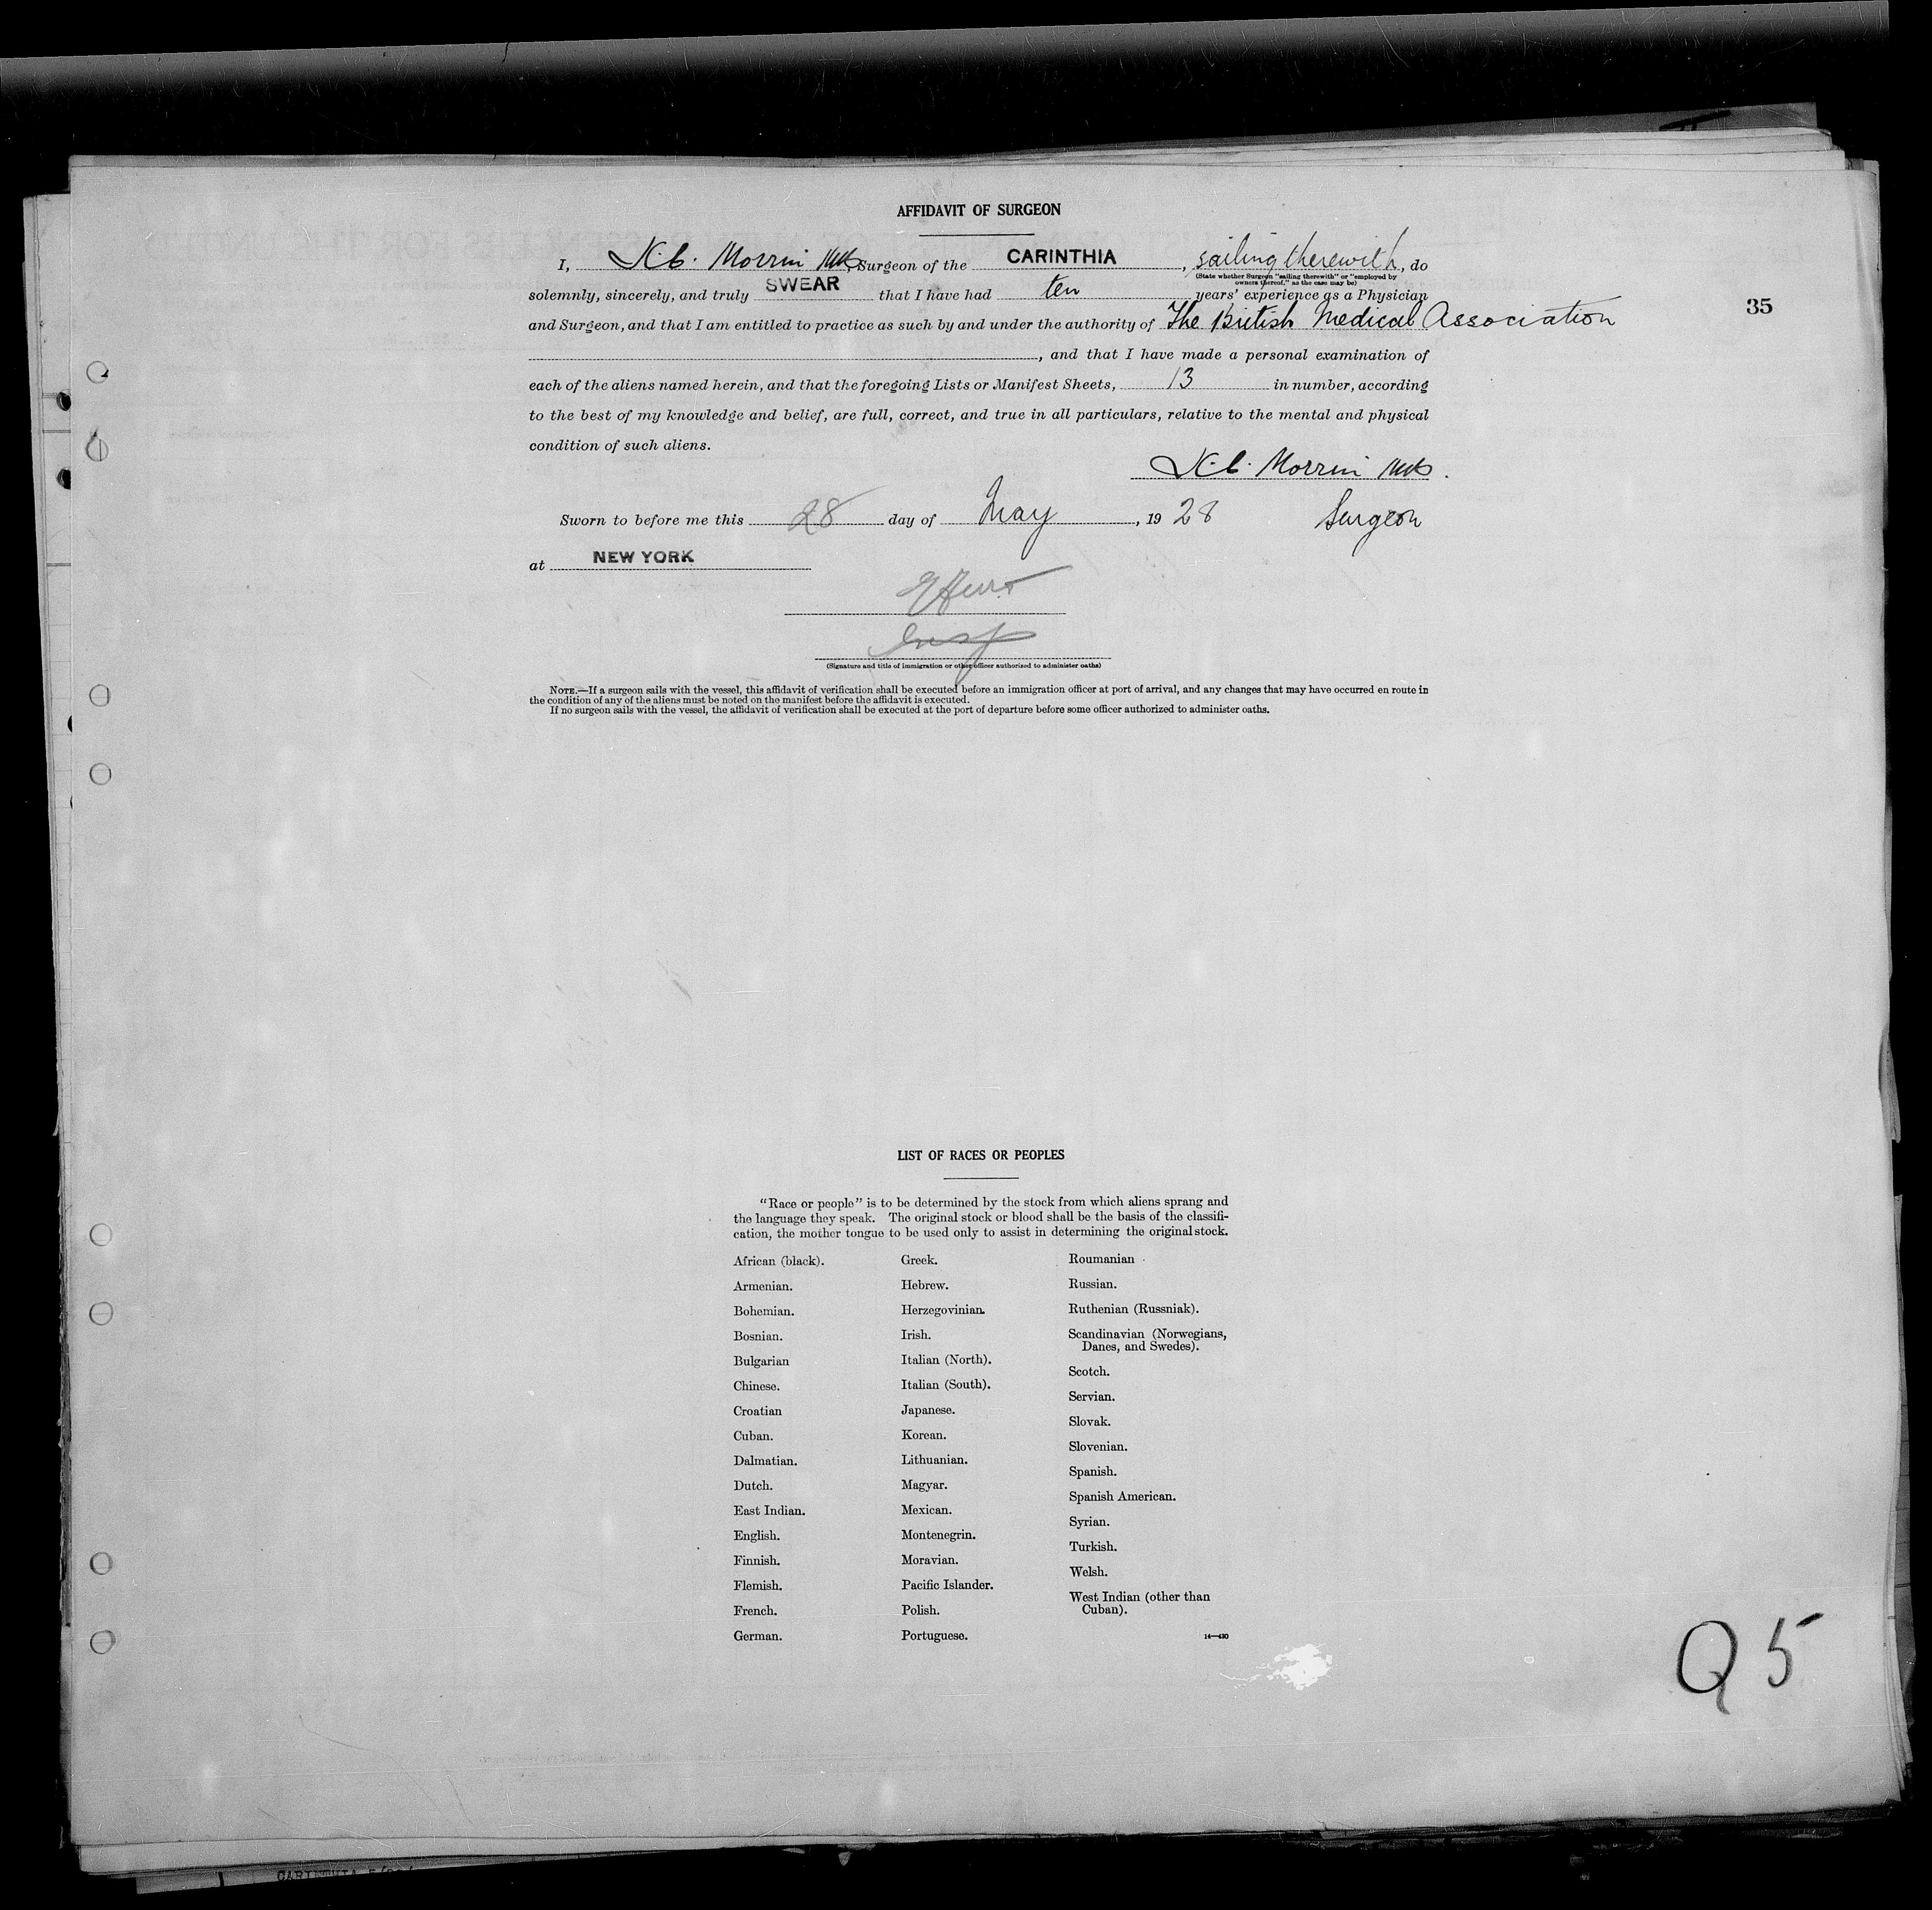 AFFIDAVIT OF SURGEON
I, Morrin MB, Surgeon of the CARINTHIA, sailing therewith, do
(State whether Surgeon "sailing therewith" or "employed by
owners thereof," as the case may be)
solemnly, sincerely, and truly SWEAR that I have had ten years' experience as a Physician
35
and Surgeon, and that I am entitled to practice as such by and under the authority of The British Medical Association
, and that I have made a personal examination of
each of the aliens named herein, and that the foregoing Lists or Manifest Sheets, 13 in number, according
to the best of my knowledge and belief, are full, correct, and true in all particulars, relative to the mental and physical
condition of such aliens.
Morrin MB.
Sworn to before me this 28 day of May, 1928 Surgeon
at NEW YORK
Insp
(Signature and title of immigration or other officer authorized to administer oaths)
NOTE.—If a surgeon sails with the vessel, this affidavit of verification shall be executed before an immigration officer at port of arrival, and any changes that may have occurred en route in
the condition of any of the aliens must be noted on the manifest before the affidavit is executed.
If no surgeon sails with the vessel, the affidavit of verification shall be executed at the port of departure before some officer authorized to administer oaths.
LIST OF RACES OR PEOPLES
"Race or people" is to be determined by the stock from which aliens sprang and
the language they speak. The original stock or blood shall be the basis of the classifi-
cation, the mother tongue to be used only to assist in determining the original stock.
African (black).
Armenian.
Bohemian.
Bosnian.
Bulgarian
Chinese.
Croatian
Cuban.
Dalmatian.
Dutch.
East Indian.
English.
Finnish.
Flemish.
French.
German.
Greek.
Hebrew.
Herzegovinian.
Irish.
Italian (North).
Italian (South).
Japanese.
Korean.
Lithuanian.
Magyar.
Mexican.
Montenegrin.
Moravian.
Pacific Islander.
Polish.
Portuguese.
Roumanian
Russian.
Ruthenian (Russniak).
Scandinavian (Norwegians,
Danes, and Swedes).
Scotch.
Servian.
Slovak.
Slovenian.
Spanish.
Spanish American.
Syrian.
Turkish.
Welsh.
West Indian (other than
Cuban).
14—430
Q5